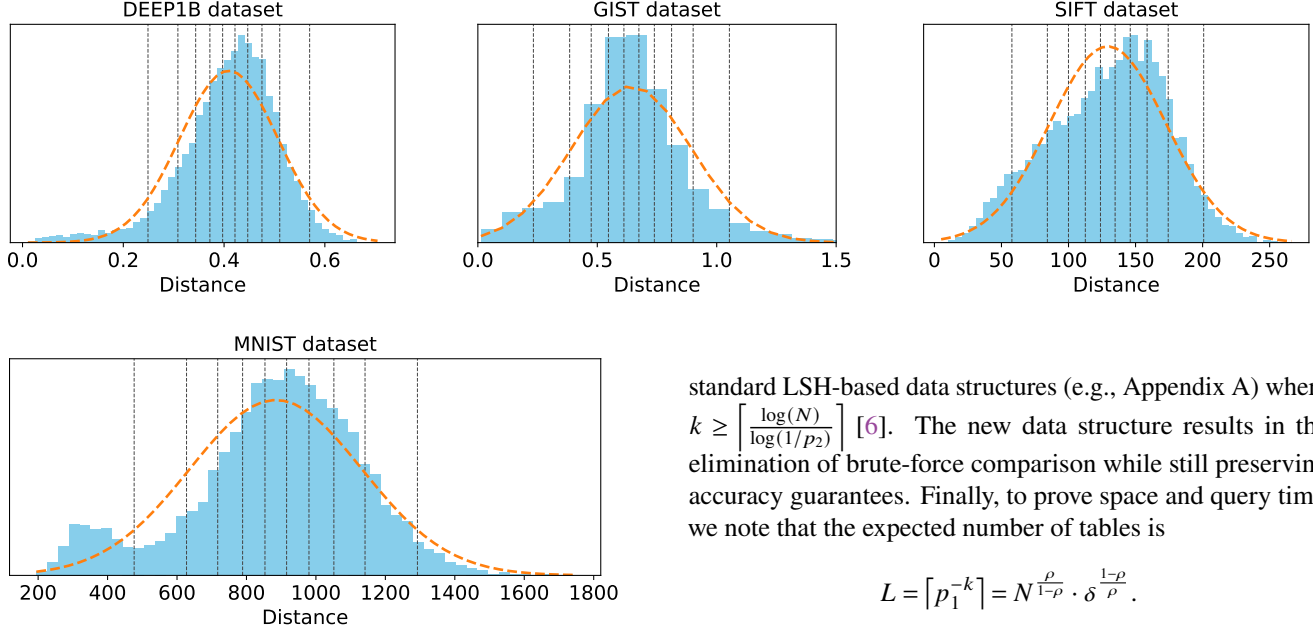 DEEP1B dataset
0.0 0.2 0.4 0.6
Distance
GIST dataset
0.0 0.5 1.0 1.5
Distance
SIFT dataset
0 50 100 150 200 250
Distance
MNIST dataset
200 400 600 800 1000 1200 1400 1600 1800
Distance
standard LSH-based data structures (e.g., Appendix A) when
k ≥ ⌈log(N) / log(1/p₂)⌉ [6]. The new data structure results in
elimination of brute-force comparison while still
accuracy guarantees. Finally, to prove space and query
we note that the expected number of tables is
L = ⌈p₁⁻ᵏ⌉ = N^{ρ/(1−ρ)} · δ^{(1−ρ)/ρ}.